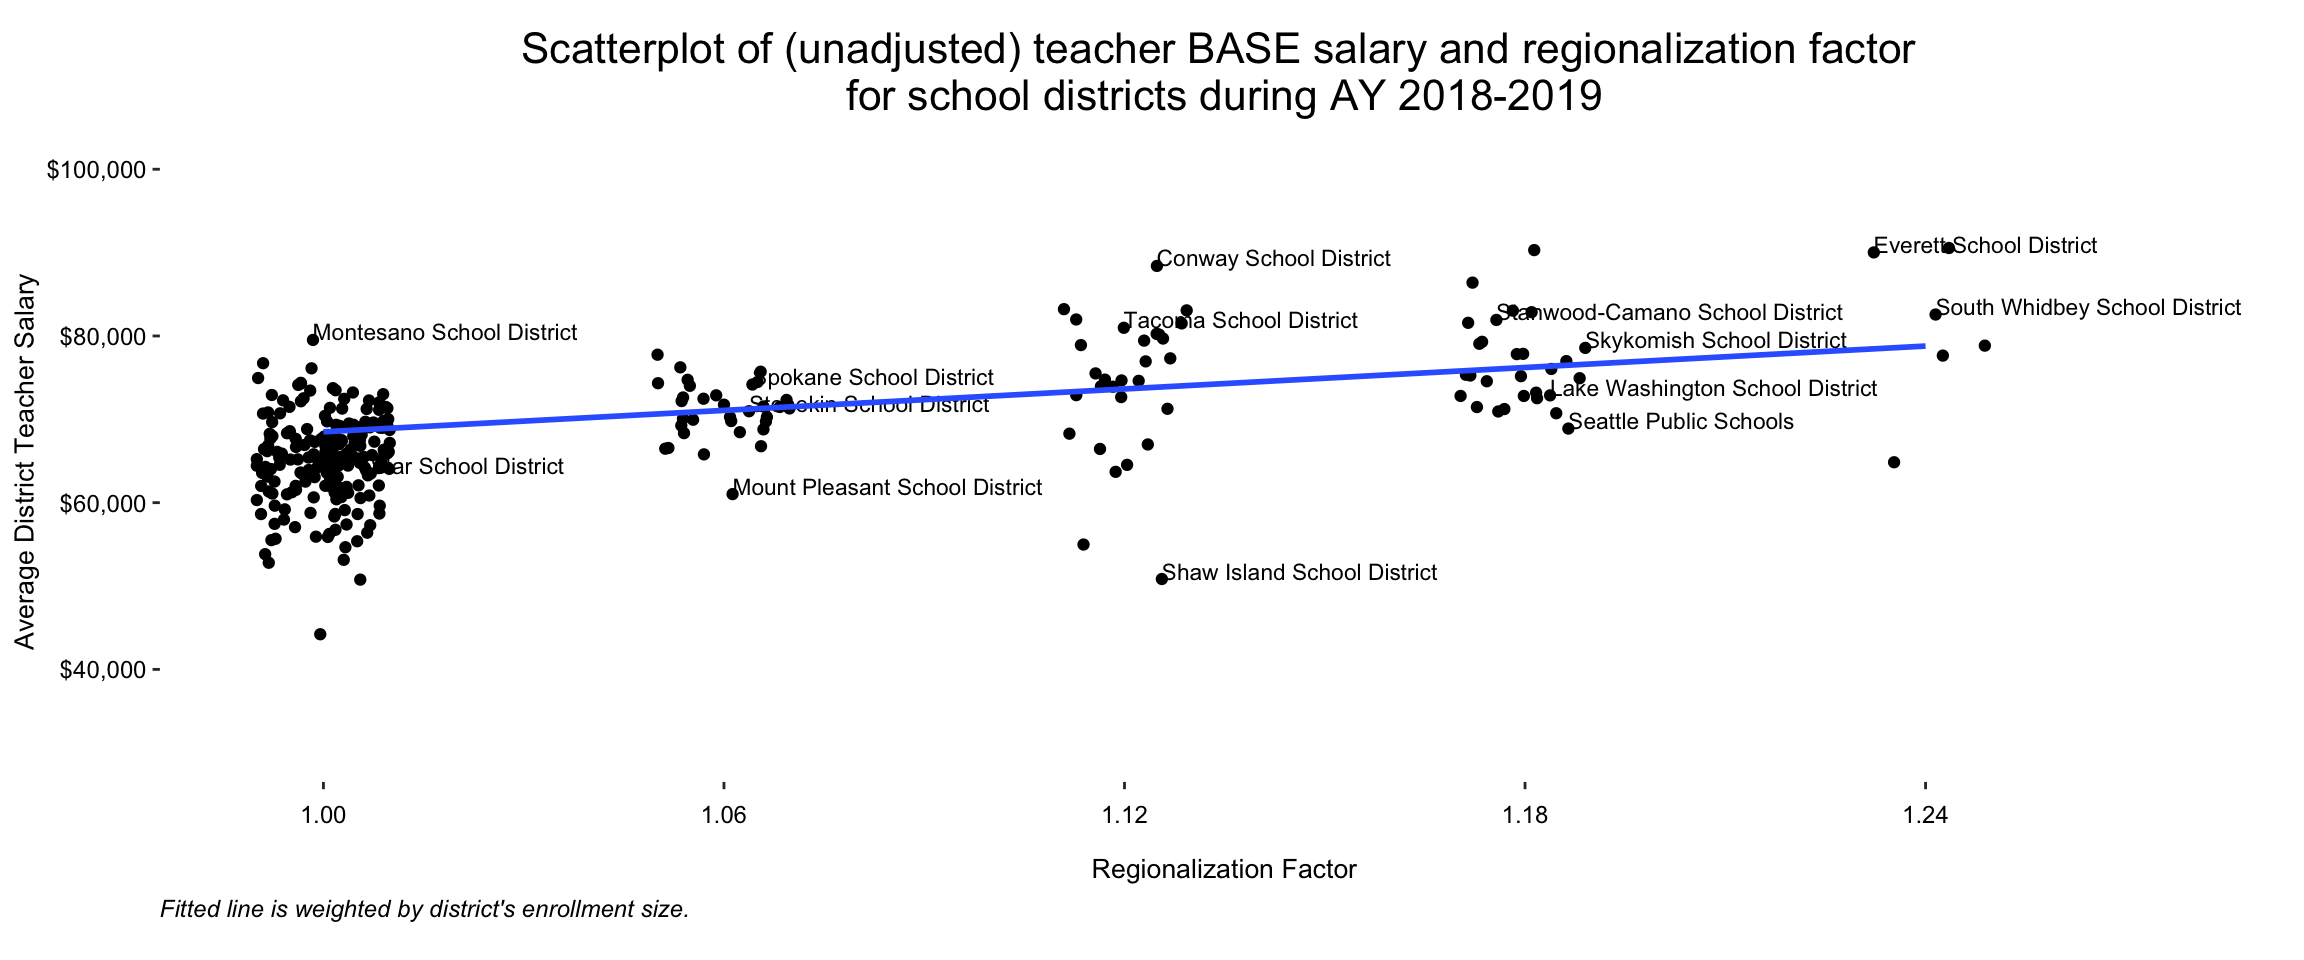 Scatterplot of (unadjusted) teacher BASE salary and regionalization factor
for school districts during AY 2018-2019
Average District Teacher Salary
$100,000
$80,000
$60,000
$40,000
Everett School District
Conway School District
South Whidbey School District
Stanwood-Camano School District
Tacoma School District
Montesano School District
Skykomish School District
Spokane School District
Lake Washington School District
School District
Seattle Public Schools
School District
Mount Pleasant School District
Shaw Island School District
1.00
1.06
1.12
1.18
1.24
Regionalization Factor
Fitted line is weighted by district's enrollment size.